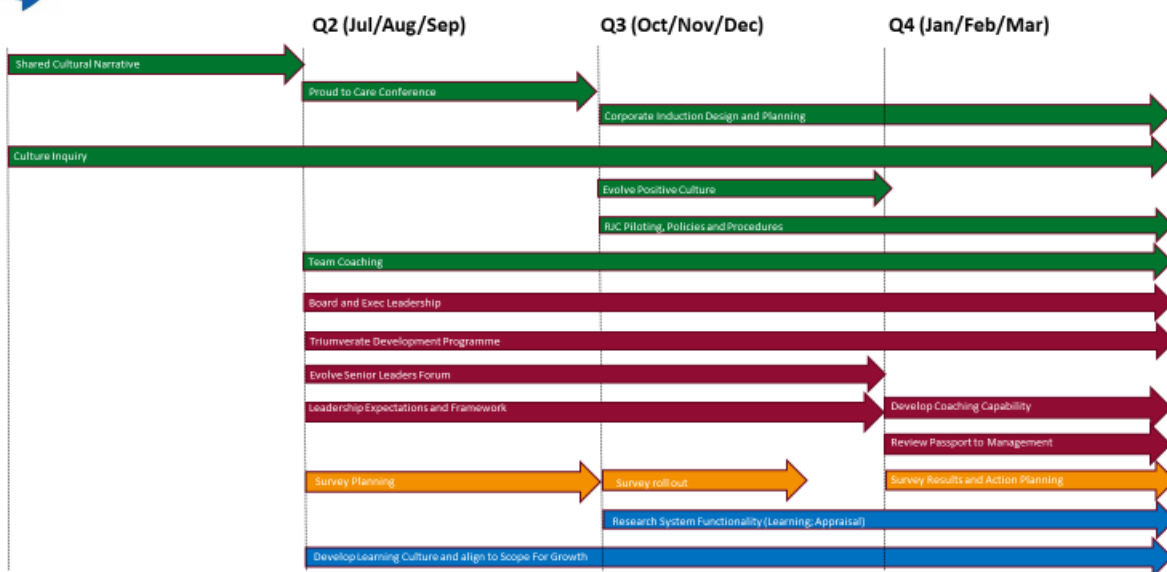 Q2 (Jul/Aug/Sep)
Q3 (Oct/Nov/Dec)
Q4 (Jan/Feb/Mar)
Shared Cultural Narrative
Proud to Care Conference
Corporate Induction Design and Planning
Culture Inquiry
Evolve Positive Culture
RJC Piloting, Policies and Procedures
Team Coaching
Board and Exec Leadership
Triumverate Development Programme
Evolve Senior Leaders Forum
Leadership Expectations and Framework
Develop Coaching Capability
Review Passport to Management
Survey Planning
Survey roll out
Survey Results and Action Planning
Research System Functionality (Learning; Appraisal)
Develop Learning Culture and align to Scope For Growth